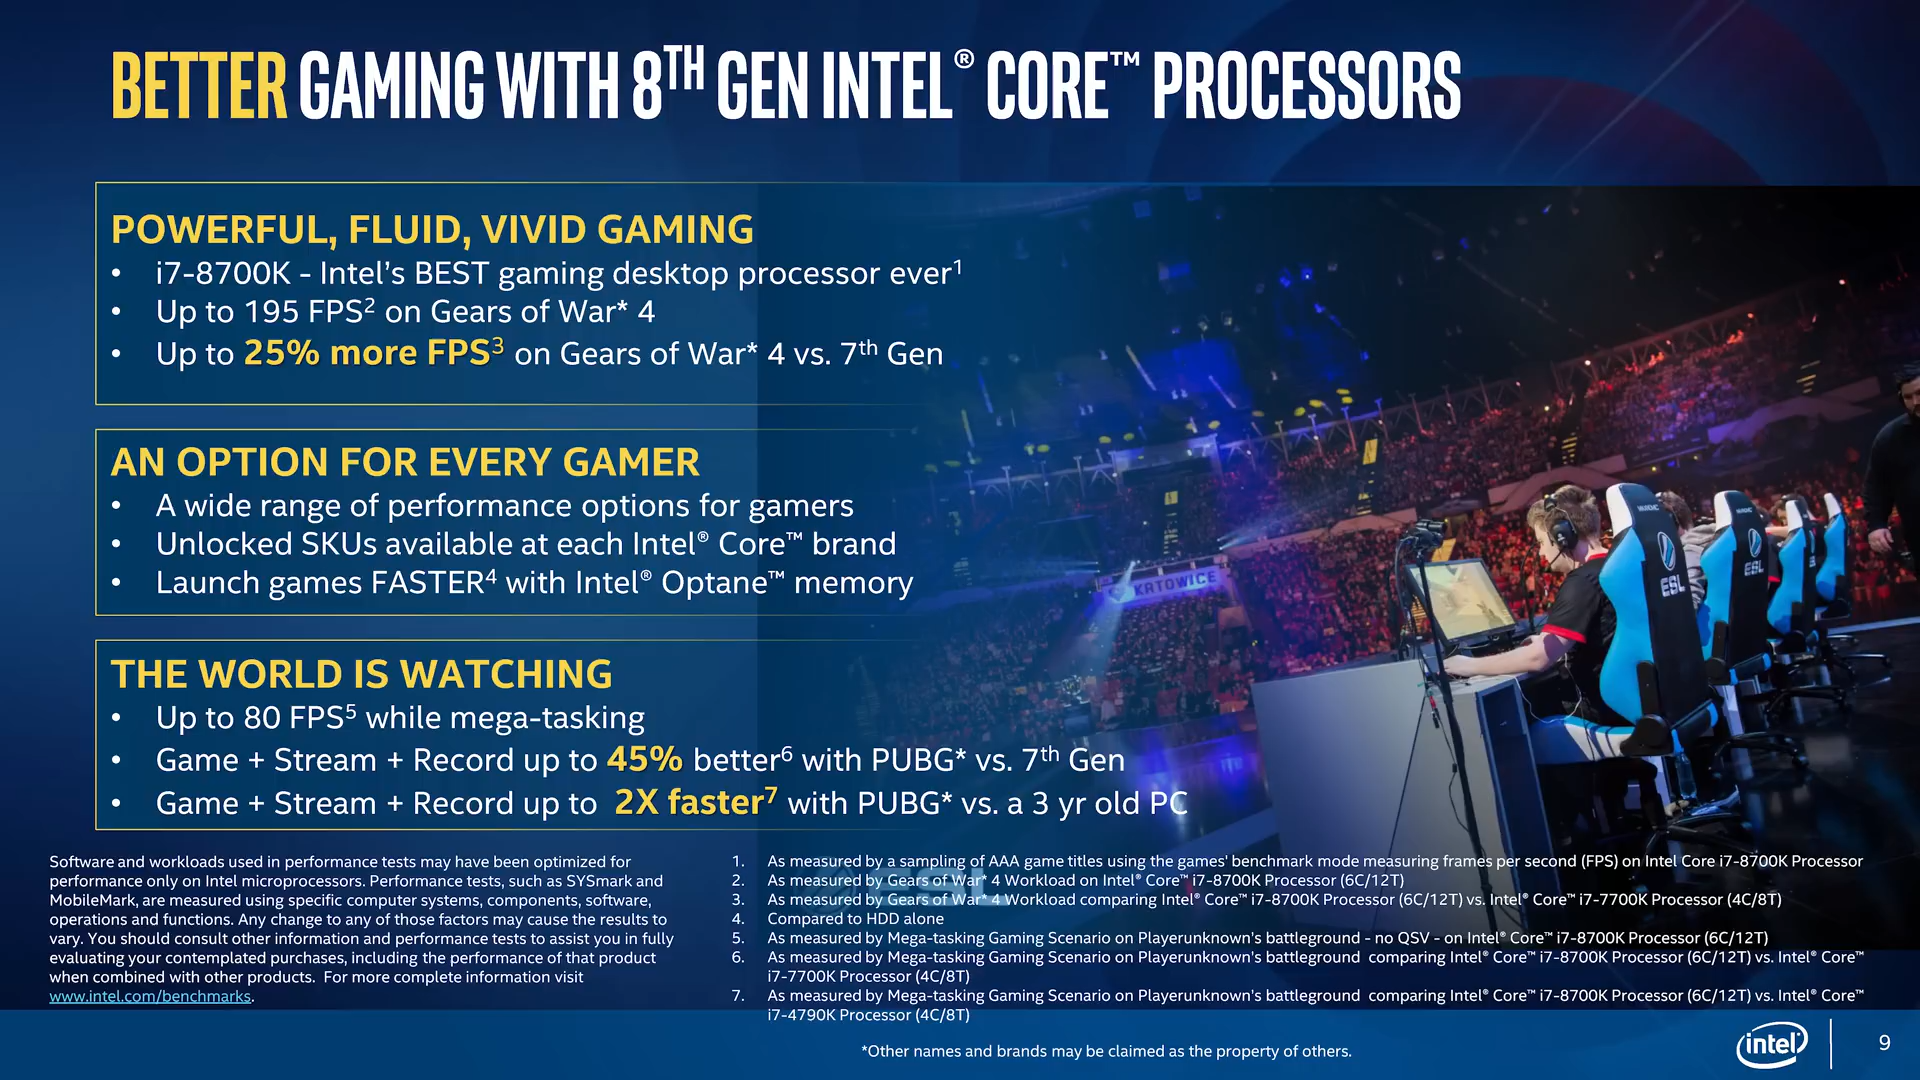 BETTER GAMING WITH 8TH GEN INTEL® CORE™ PROCESSORS
POWERFUL, FLUID, VIVID GAMING
• i7-8700K - Intel's BEST gaming desktop processor ever1
• Up to 195 FPS2 on Gears of War* 4
• Up to 25% more FPS3 on Gears of War* 4 vs. 7th Gen
AN OPTION FOR EVERY GAMER
• A wide range of performance options for gamers
• Unlocked SKUs available at each Intel® Core™ brand
• Launch games FASTER4 with Intel® Optane™ memory
THE WORLD IS WATCHING
• Up to 80 FPS5 while mega-tasking
• Game + Stream + Record up to 45% better6 with PUBG* vs. 7th Gen
• Game + Stream + Record up to 2X faster7 with PUBG* vs. a 3 yr old PC
KATOWICE
ESL
ESL
ESL
Software and workloads used in performance tests may have been optimized for
performance only on Intel microprocessors. Performance tests, such as SYSmark and
MobileMark, are measured using specific computer systems, components, software,
operations and functions. Any change to any of those factors may cause the results to
vary. You should consult other information and performance tests to assist you in fully
evaluating your contemplated purchases, including the performance of that product
when combined with other products. For more complete information visit
www.intel.com/benchmarks.
1. As measured by a sampling of AAA game titles using the games' benchmark mode measuring frames per second (FPS) on Intel Core i7-8700K Processor
2. As measured by Gears of War* 4 Workload on Intel® Core™ i7-8700K Processor (6C/12T)
3. As measured by Gears of War* 4 Workload comparing Intel® Core™ i7-8700K Processor (6C/12T) vs. Intel® Core™ i7-7700K Processor (4C/8T)
4. Compared to HDD alone
5. As measured by Mega-tasking Gaming Scenario on Playerunknown's battleground - no QSV - on Intel® Core™ i7-8700K Processor (6C/12T)
6. As measured by Mega-tasking Gaming Scenario on Playerunknown's battleground comparing Intel® Core™ i7-8700K Processor (6C/12T) vs. Intel® Core™
i7-7700K Processor (4C/8T)
7. As measured by Mega-tasking Gaming Scenario on Playerunknown's battleground comparing Intel® Core™ i7-8700K Processor (6C/12T) vs. Intel® Core™
i7-4790K Processor (4C/8T)
*Other names and brands may be claimed as the property of others.
intel
9